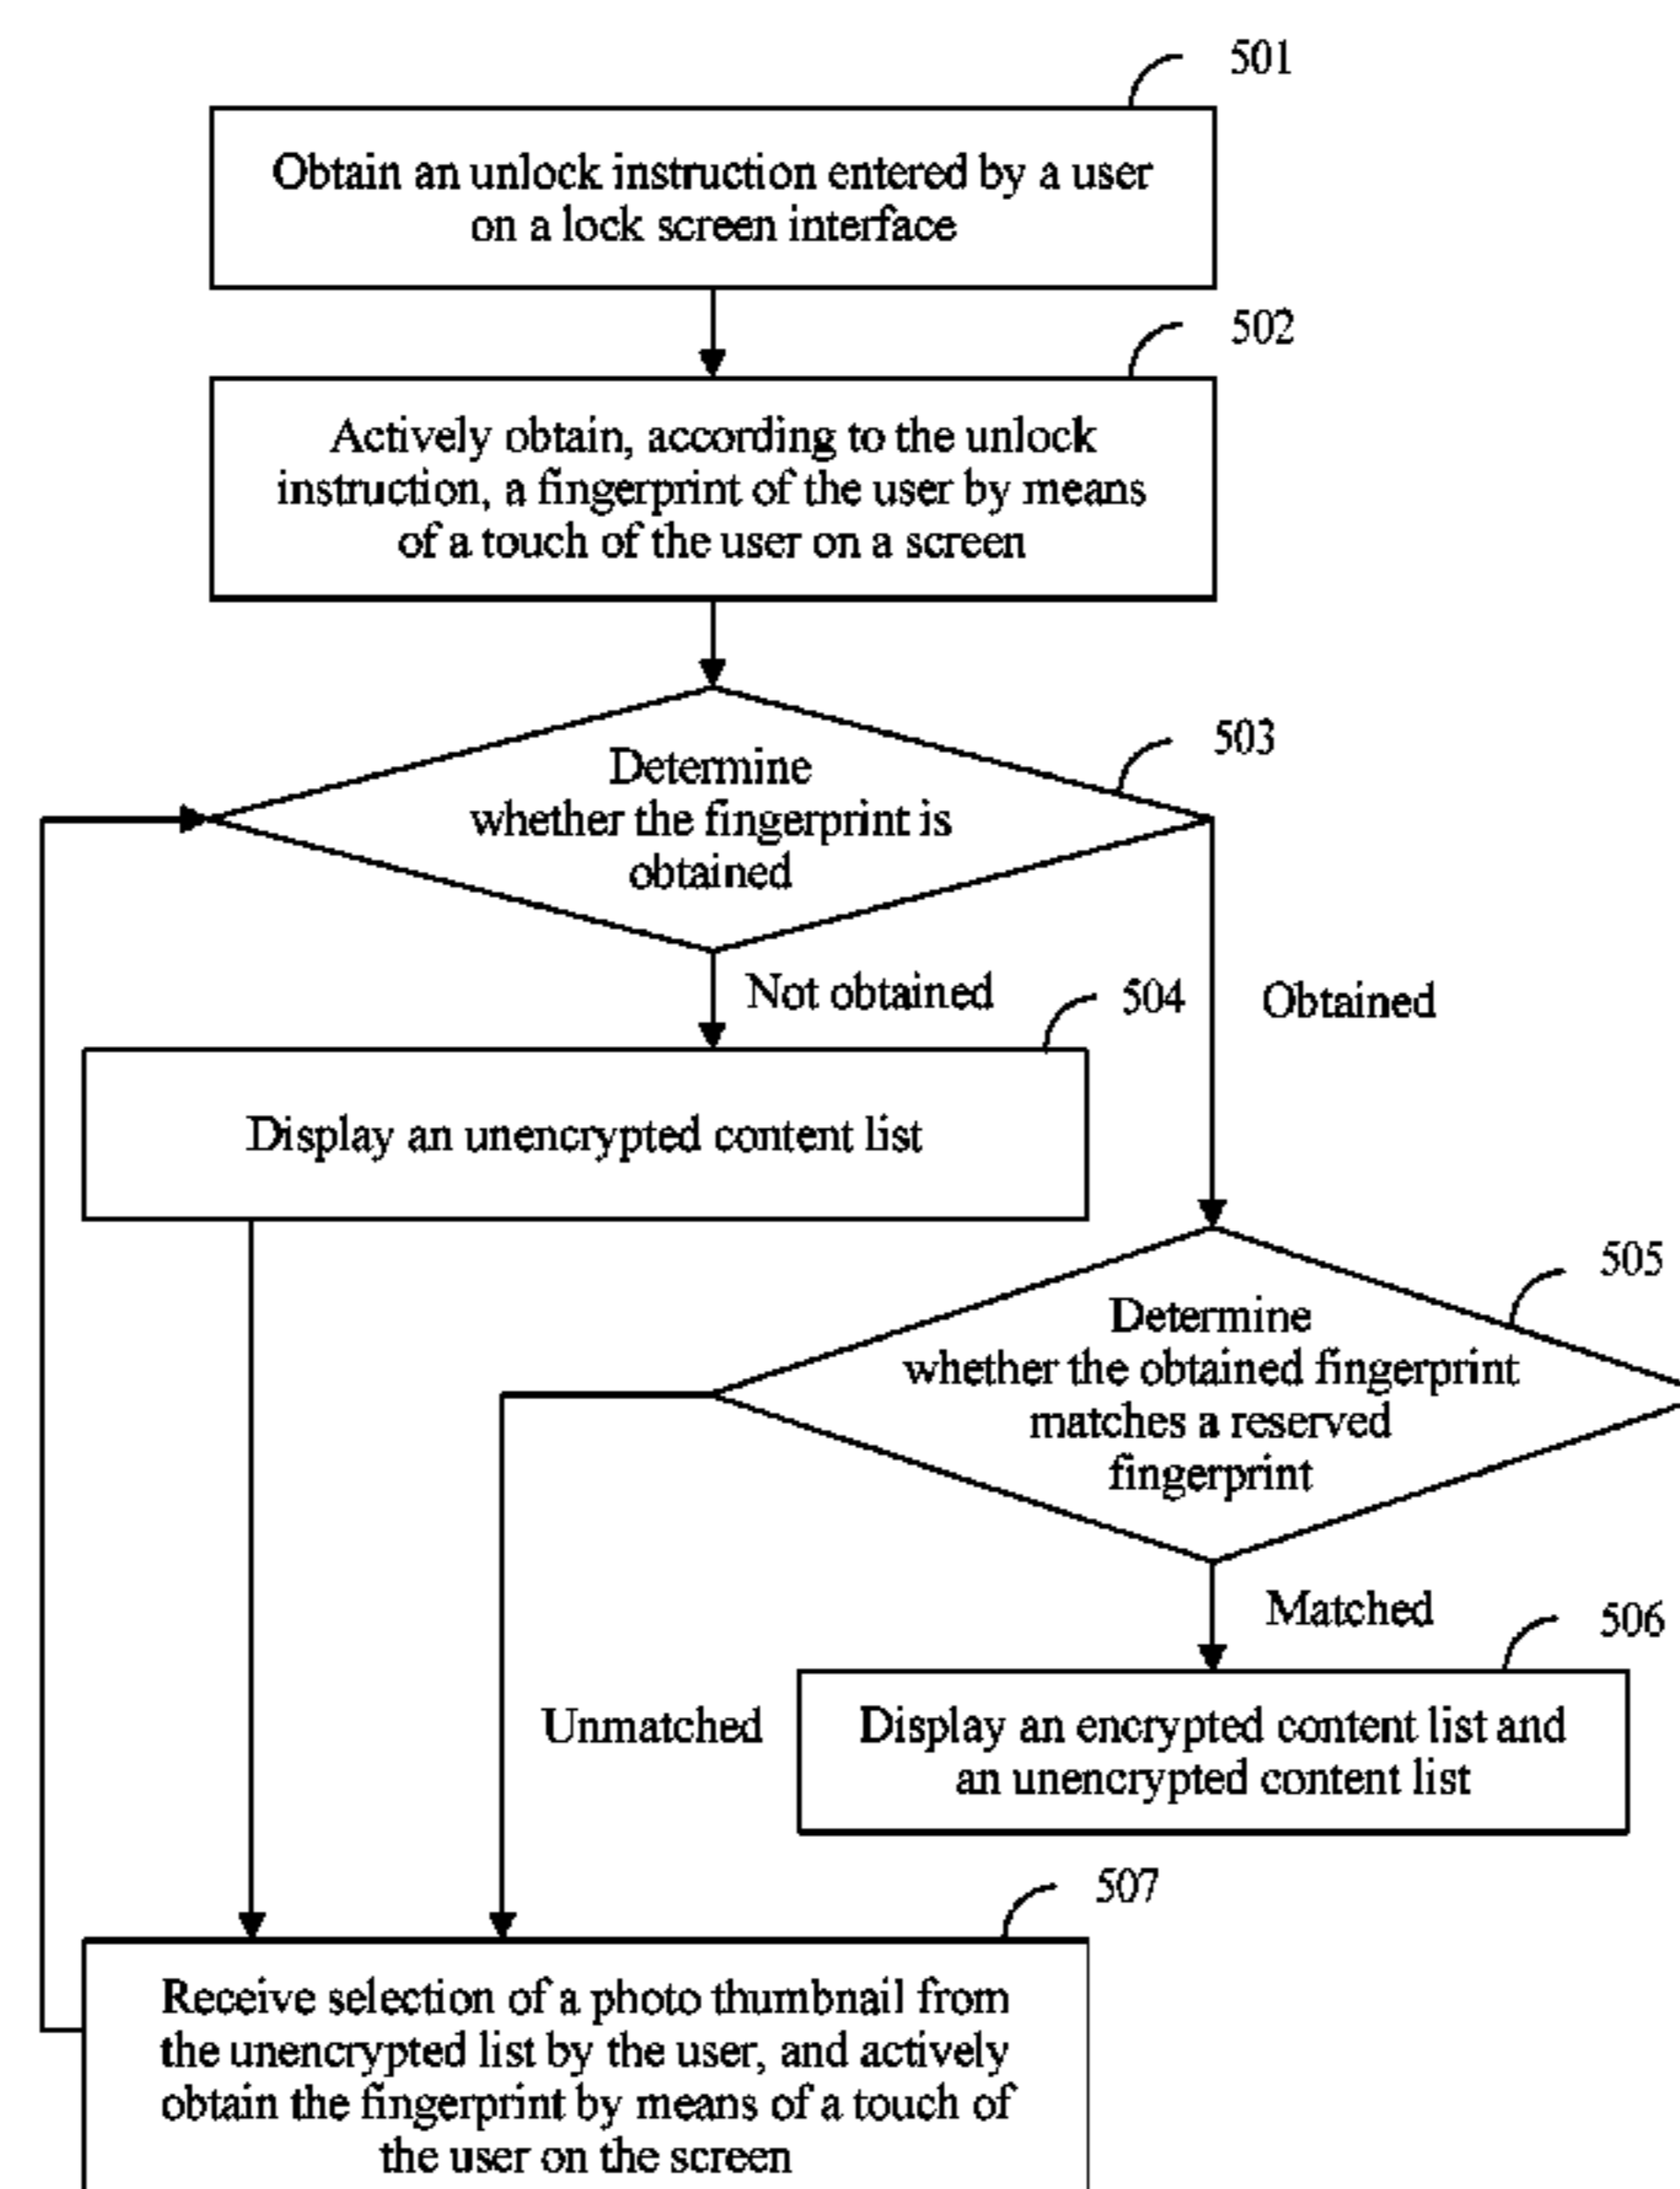 501
Obtain an unlock instruction entered by a user
on a lock screen interface
502
Actively obtain, according to the unlock
instruction, a fingerprint of the user by means
of a touch of the user on a screen
503
Determine
whether the fingerprint is
obtained
Not obtained
504
Obtained
Display an unencrypted content list
505
Determine
whether the obtained fingerprint
matches a reserved
fingerprint
Matched
506
Unmatched
Display an encrypted content list and
an unencrypted content list
507
Receive selection of a photo thumbnail from
the unencrypted list by the user, and actively
obtain the fingerprint by means of a touch of
the user on the screen